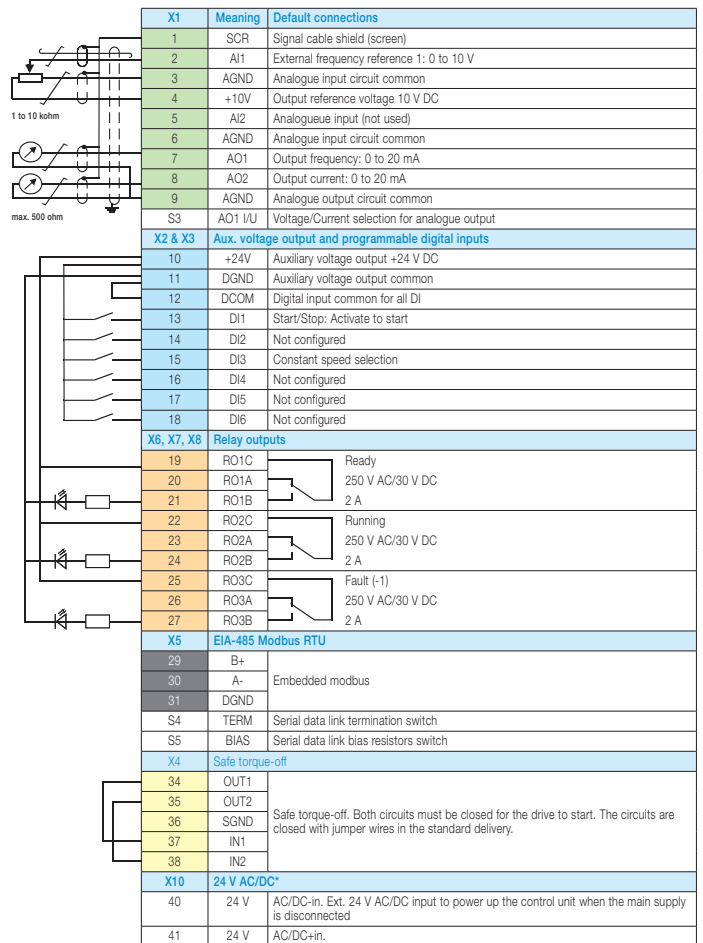 X1 Meaning Default connections
1 SCR Signal cable shield (screen)
2 AI1 External frequency reference 1: 0 to 10 V
3 AGND Analogue input circuit common
4 +10V Output reference voltage 10 V DC
1 to 10 kohm
5 AI2 Analogueue input (not used)
6 AGND Analogue input circuit common
7 AO1 Output frequency: 0 to 20 mA
8 AO2 Output current: 0 to 20 mA
9 AGND Analogue output circuit common
max. 500 ohm
S3 AO1 I/U Voltage/Current selection for analogue output
X2 & X3 Aux. voltage output and programmable digital inputs
10 +24V Auxiliary voltage output +24 V DC
11 DGND Auxiliary voltage output common
12 DCOM Digital input common for all DI
13 DI1 Start/Stop: Activate to start
14 DI2 Not configured
15 DI3 Constant speed selection
16 DI4 Not configured
17 DI5 Not configured
18 DI6 Not configured
X6, X7, X8 Relay outputs
19 RO1C Ready
20 RO1A 250 V AC/30 V DC
21 RO1B 2 A
22 RO2C Running
23 RO2A 250 V AC/30 V DC
24 RO2B 2 A
25 RO3C Fault (-1)
26 RO3A 250 V AC/30 V DC
27 RO3B 2 A
X5 EIA-485 Modbus RTU
29 B+
30 A- Embedded modbus
31 DGND
S4 TERM Serial data link termination switch
S5 BIAS Serial data link bias resistors switch
X4 Safe torque-off
34 OUT1
35 OUT2
36 SGND
37 IN1
38 IN2
Safe torque-off. Both circuits must be closed for the drive to start. The circuits are
closed with jumper wires in the standard delivery.
X10 24 V AC/DC*
40 24 V AC/DC-in. Ext. 24 V AC/DC input to power up the control unit when the main supply
is disconnected
41 24 V AC/DC+in.